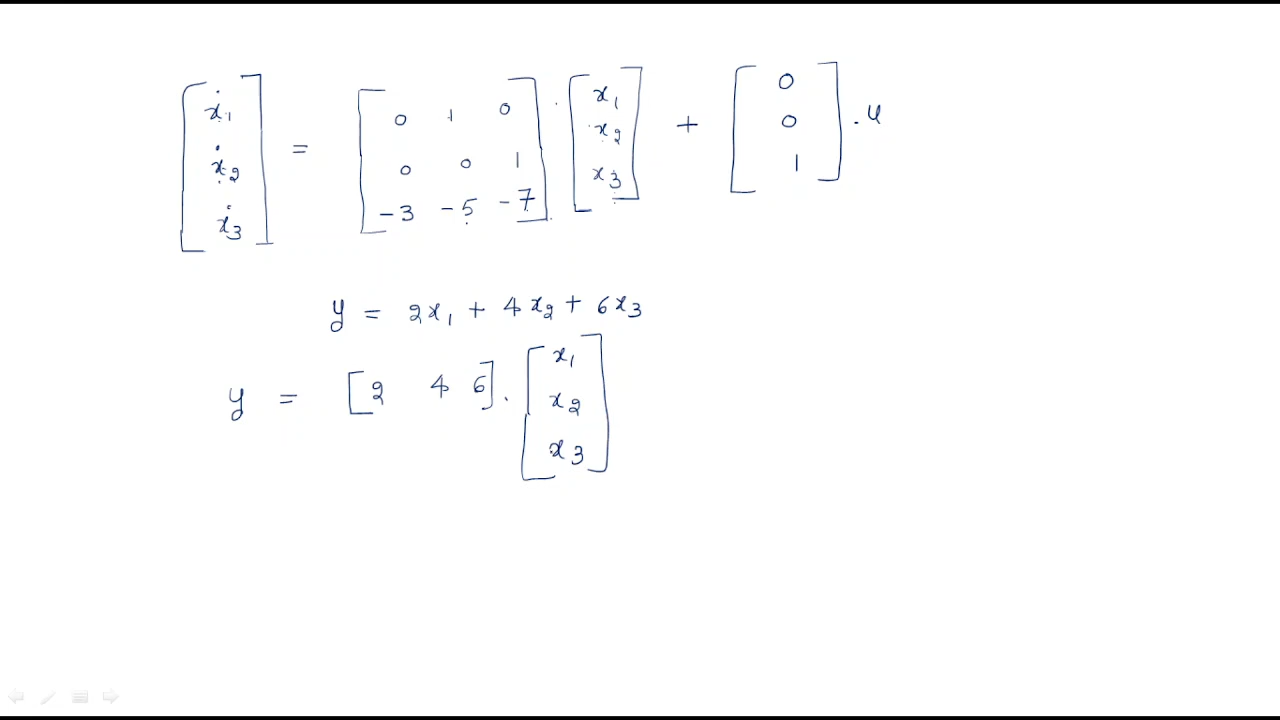 [ẋ₁ ẋ₂ ẋ₃] = [0 1 0; 0 0 1; -3 -5 -7] · [x₁ x₂ x₃] + [0 0 1] . u
y = 2x₁ + 4x₂ + 6x₃
y = [2 4 6] . [x₁ x₂ x₃]